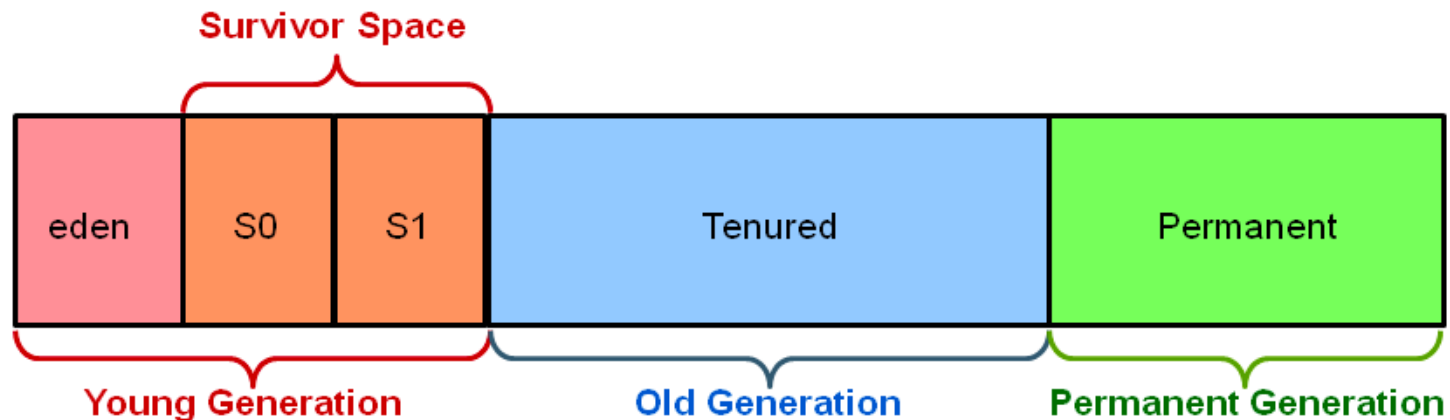 Survivor Space
eden S0 S1 Tenured Permanent
Young Generation Old Generation Permanent Generation